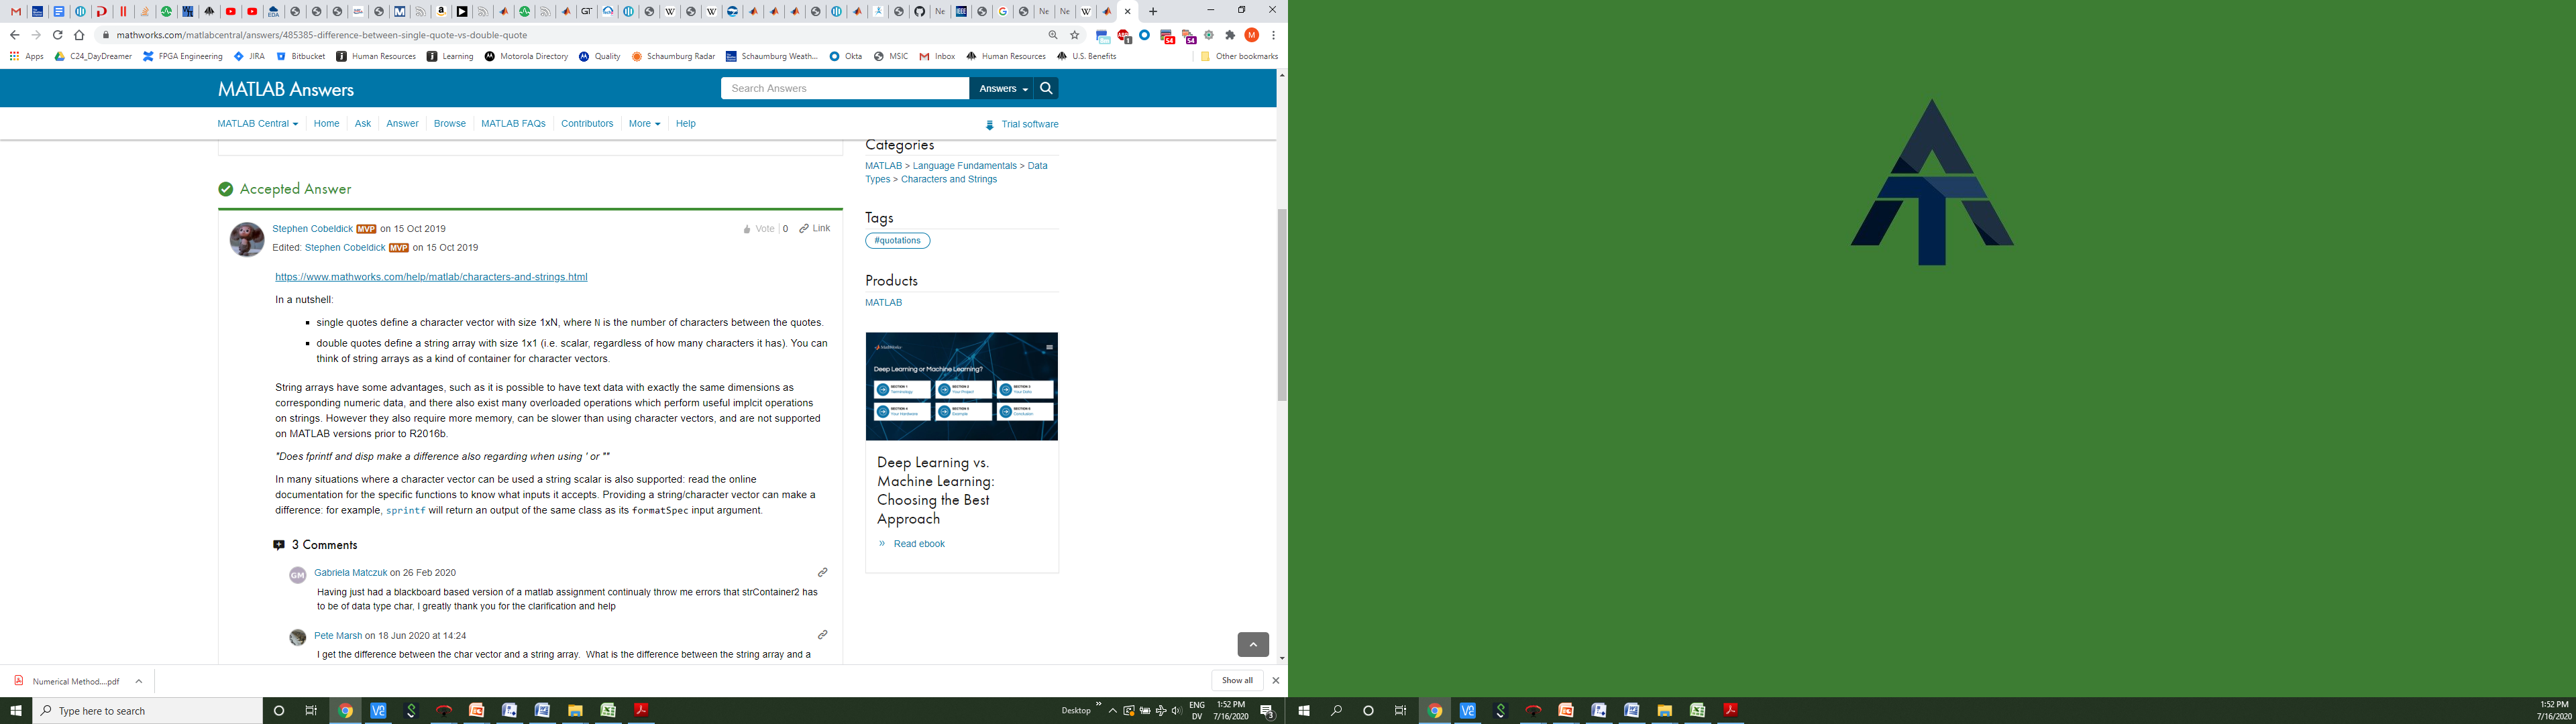 mathworks.com/matlabcentral/answers/485385-difference-between-single-quote-vs-double-quote
Apps C24_DayDreamer FPGA Engineering JIRA Bitbucket Human Resources Learning Motorola Directory Quality Schaumburg Radar Schaumburg Weath... Okta MSIC Inbox Human Resources U.S. Benefits Other bookmarks
MATLAB Answers
Search Answers
Answers
MATLAB Central Home Ask Answer Browse MATLAB FAQs Contributors More Help Trial software
Categories
MATLAB > Language Fundamentals > Data
Types > Characters and Strings
Accepted Answer
Tags
#quotations
Stephen Cobeldick MVP on 15 Oct 2019
Vote 0 Link
Edited: Stephen Cobeldick MVP on 15 Oct 2019
https://www.mathworks.com/help/matlab/characters-and-strings.html
In a nutshell:
single quotes define a character vector with size 1xN, where N is the number of characters between the quotes.
double quotes define a string array with size 1x1 (i.e. scalar, regardless of how many characters it has). You can
think of string arrays as a kind of container for character vectors.
String arrays have some advantages, such as it is possible to have text data with exactly the same dimensions as
corresponding numeric data, and there also exist many overloaded operations which perform useful implcit operations
on strings. However they also require more memory, can be slower than using character vectors, and are not supported
on MATLAB versions prior to R2016b.
"Does fprintf and disp make a difference also regarding when using ' or ""
In many situations where a character vector can be used a string scalar is also supported: read the online
documentation for the specific functions to know what inputs it accepts. Providing a string/character vector can make a
difference: for example, sprintf will return an output of the same class as its formatSpec input argument.
3 Comments
GM
Gabriela Matczuk on 26 Feb 2020
Having just had a blackboard based version of a matlab assignment continualy throw me errors that strContainer2 has
to be of data type char, I greatly thank you for the clarification and help
Pete Marsh on 18 Jun 2020 at 14:24
I get the difference between the char vector and a string array. What is the difference between the string array and a
Products
MATLAB
Deep Learning or Machine Learning?
Deep Learning vs.
Machine Learning:
Choosing the Best
Approach
Read ebook
Numerical Method....pdf
Show all
Type here to search
Desktop
ENG
DV
1:52 PM
7/16/2020
3
1:52 PM
7/16/2020